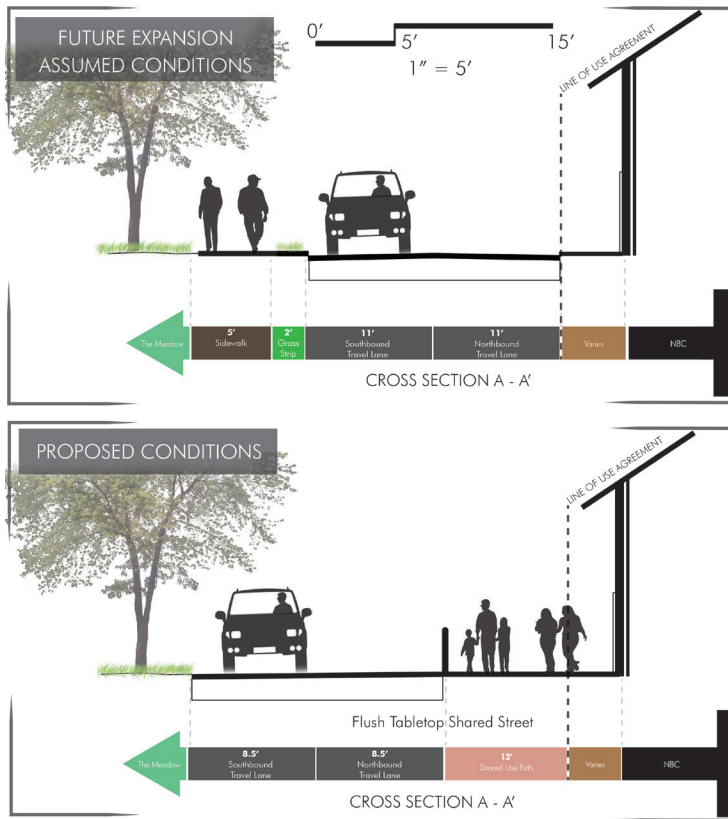 FUTURE EXPANSION
ASSUMED CONDITIONS
0' 5' 15'
1" = 5'
LINE OF USE AGREEMENT
The Meadow
5'
Sidewalk
2'
Grass
Strip
11'
Southbound
Travel Lane
11'
Northbound
Travel Lane
Varies
NBC
CROSS SECTION A - A'
PROPOSED CONDITIONS
LINE OF USE AGREEMENT
Flush Tabletop Shared Street
The Meadow
8.5'
Southbound
Travel Lane
8.5'
Northbound
Travel Lane
12'
Shared Use Path
Varies
NBC
CROSS SECTION A - A'